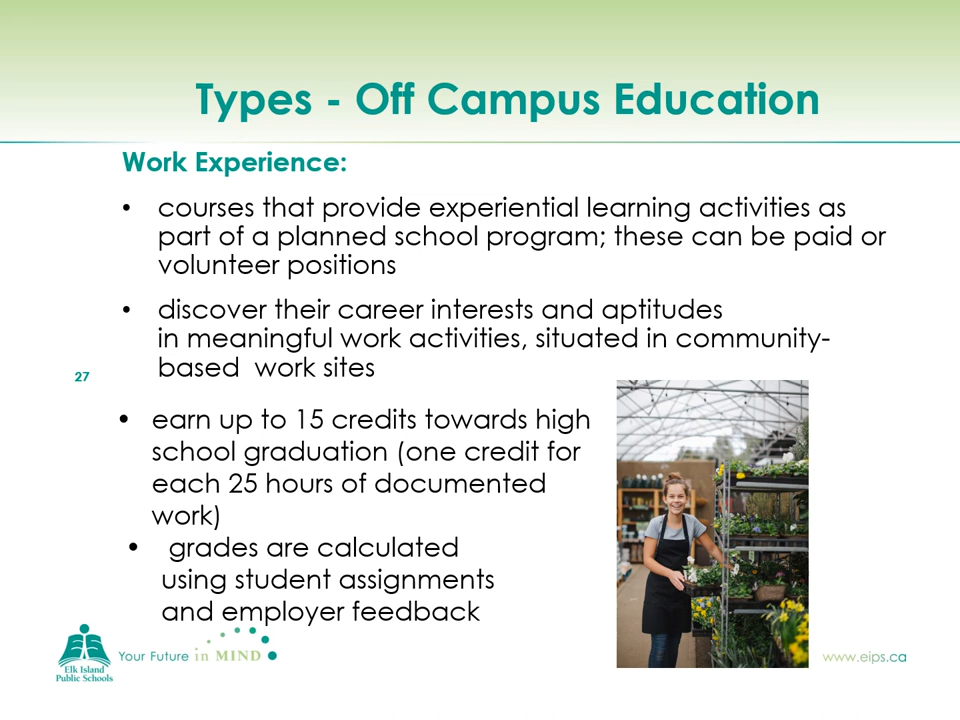 Types - Off Campus Education
Work Experience:
• courses that provide experiential learning activities as
part of a planned school program; these can be paid or
volunteer positions
• discover their career interests and aptitudes
in meaningful work activities, situated in community-
based  work sites
27
• earn up to 15 credits towards high
school graduation (one credit for
each 25 hours of documented
work)
• grades are calculated
using student assignments
and employer feedback
Elk Island
Public Schools
Your Future in MIND
www.eips.ca